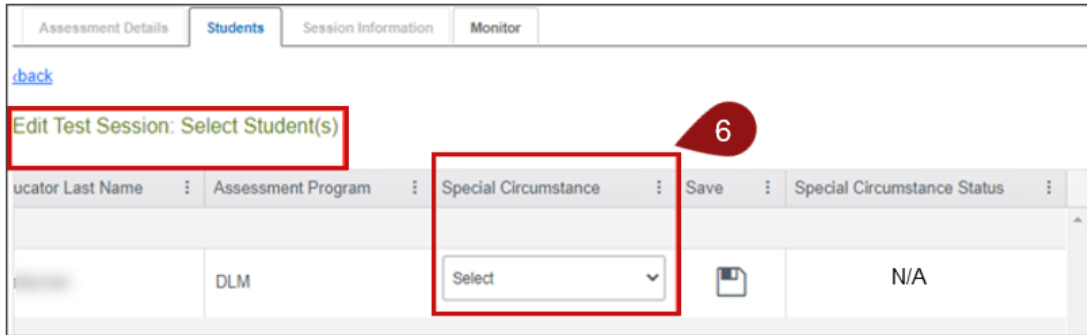 Assessment Details Students Session Information Monitor
‹back
Edit Test Session: Select Student(s)
6
ucator Last Name Assessment Program Special Circumstance Save Special Circumstance Status
DLM Select N/A